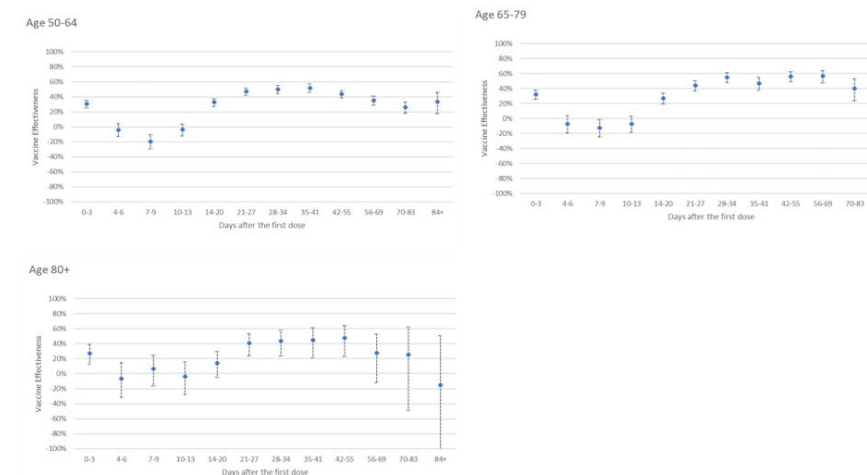 Age 50-64
100%
80%
60%
40%
20%
0%
-20%
-40%
-60%
-80%
-100%
Vaccine Effectiveness
0-3 4-6 7-9 10-13 14-20 21-27 28-34 35-41 42-55 56-69 70-83 84+
Days after the first dose
Age 65-79
100%
80%
60%
40%
20%
0%
-20%
-40%
-60%
-80%
-100%
Vaccine Effectiveness
0-3 4-6 7-9 10-13 14-20 21-27 28-34 35-41 42-55 56-69 70-83
Days after the first dose
Age 80+
100%
80%
60%
40%
20%
0%
-20%
-40%
-60%
-80%
-100%
Vaccine Effectiveness
0-3 4-6 7-9 10-13 14-20 21-27 28-34 35-41 42-55 56-69 70-83 84+
Days after the first dose